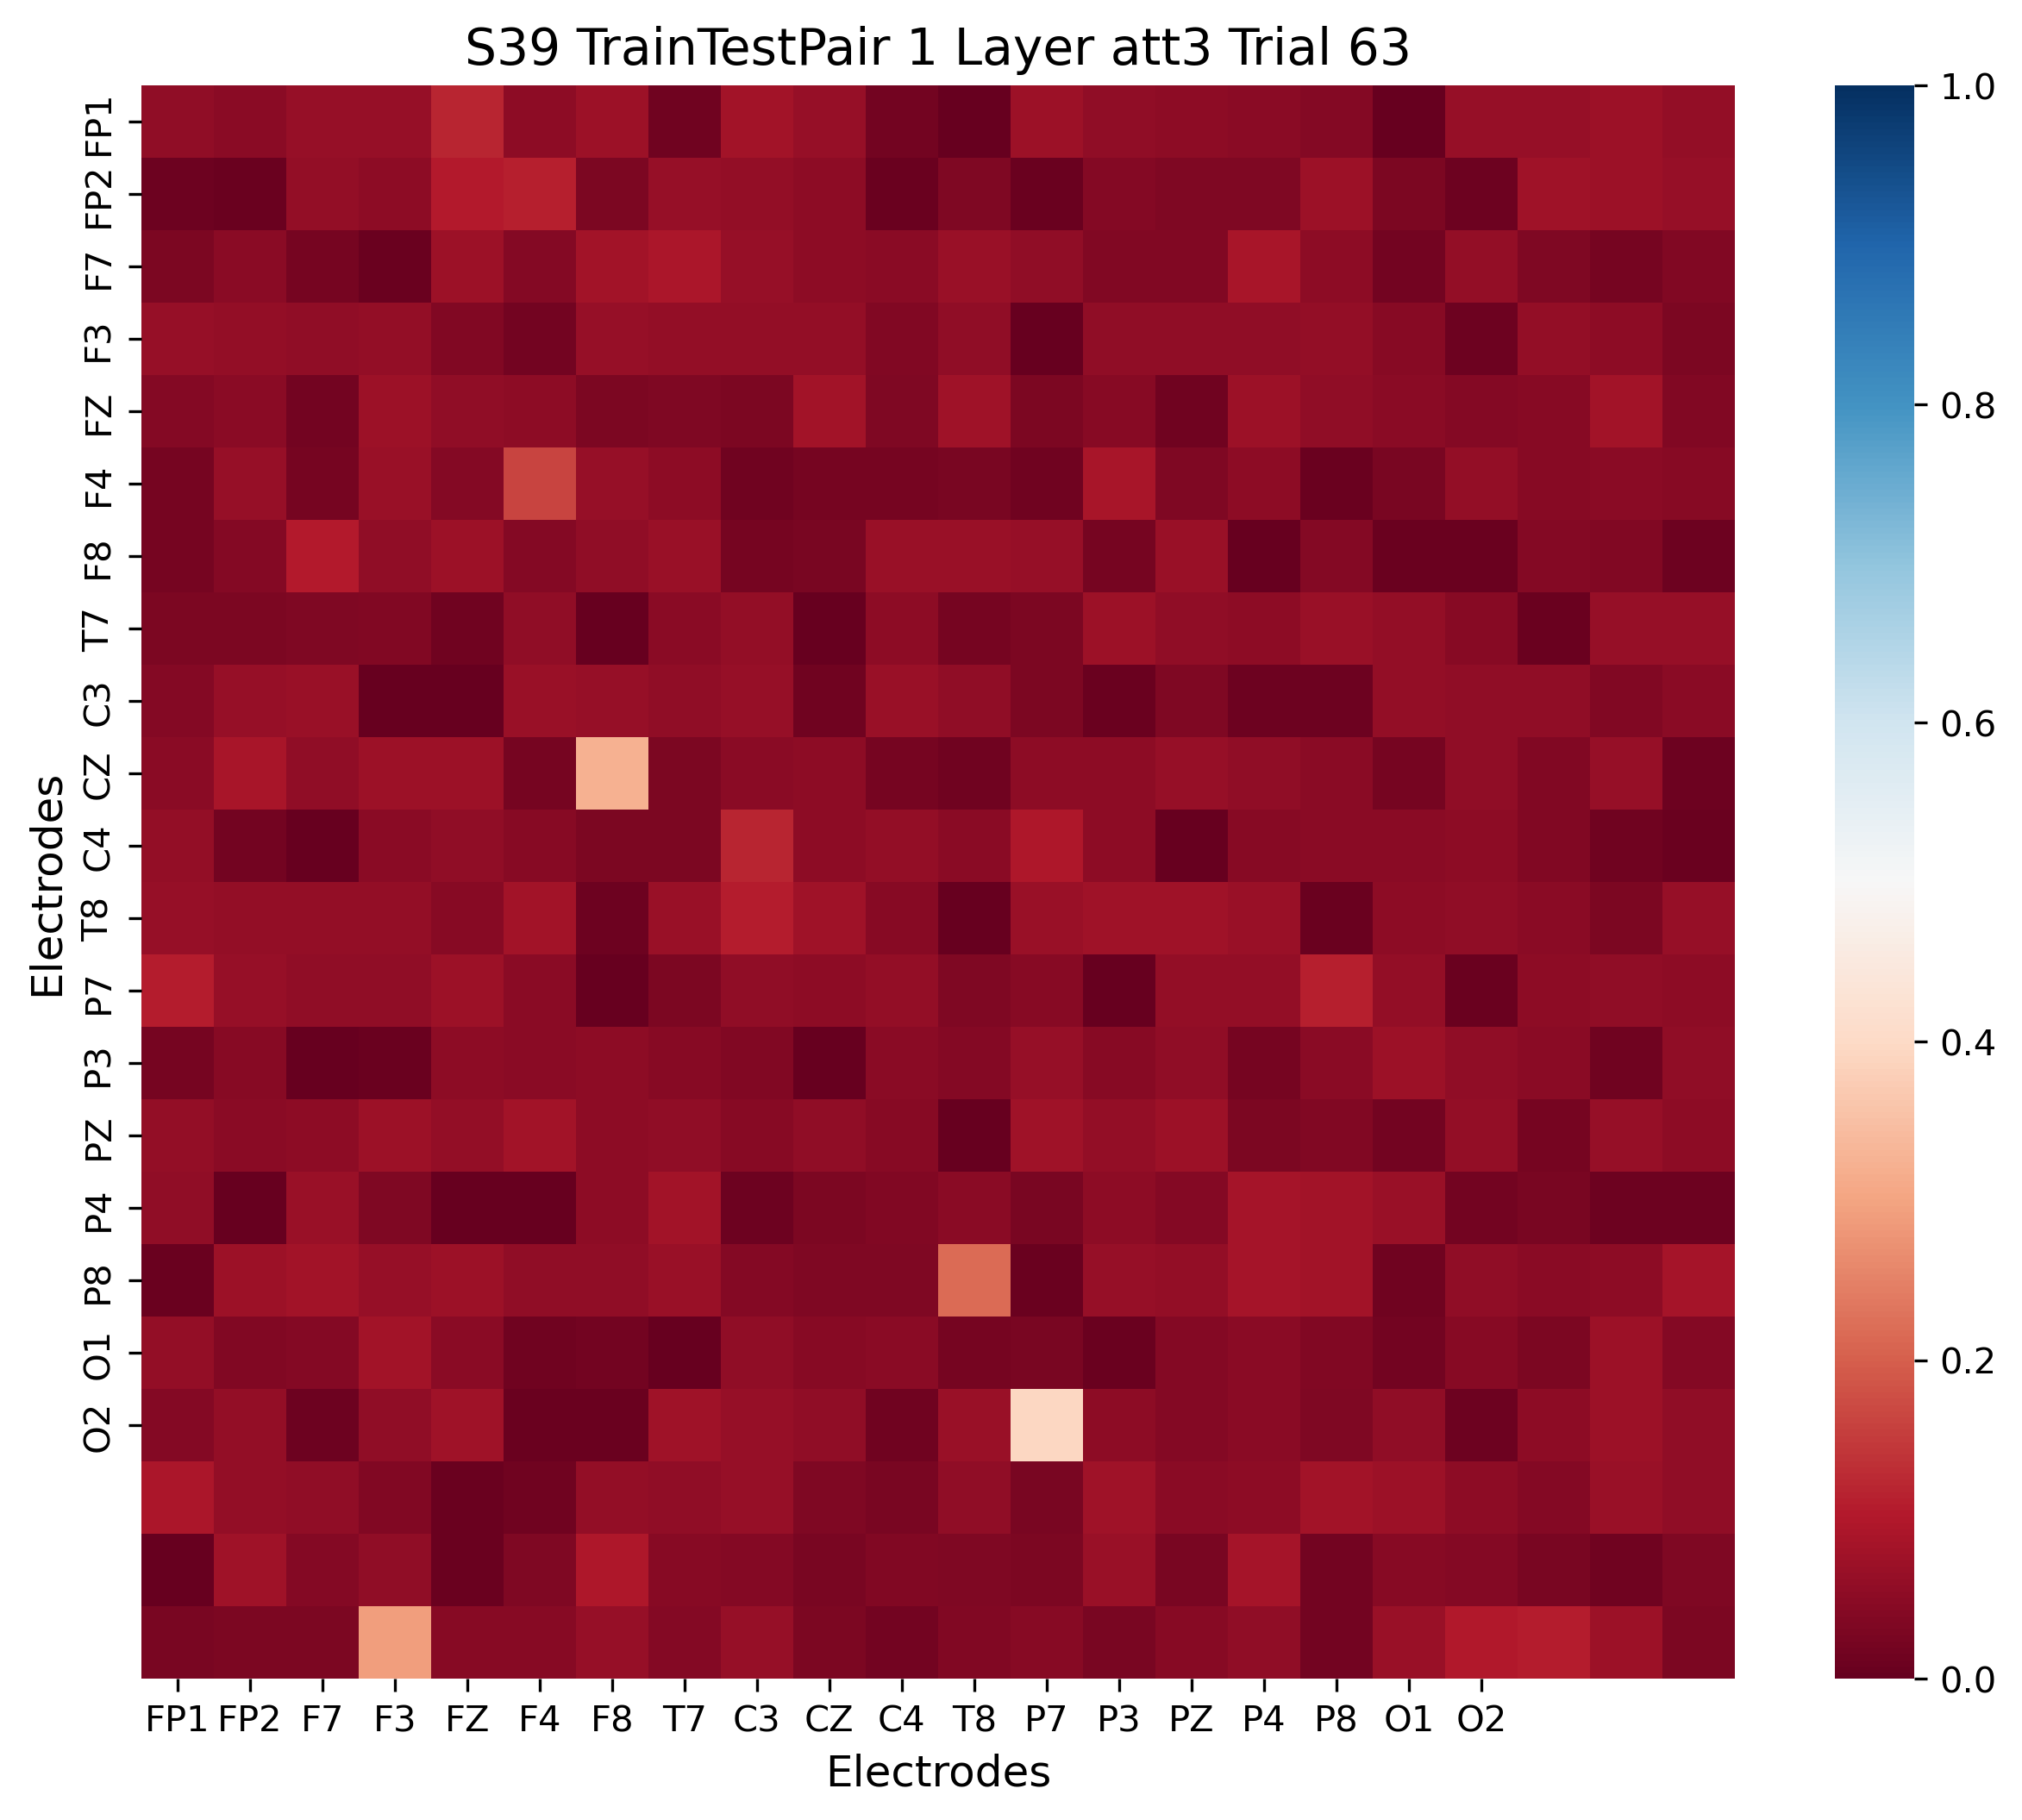 S39 TrainTestPair 1 Layer att3 Trial 63
Electrodes
FP1
FP2
F7
F3
FZ
F4
F8
T7
C3
CZ
C4
T8
P7
P3
PZ
P4
P8
O1
O2
FP1 FP2 F7 F3 FZ F4 F8 T7 C3 CZ C4 T8 P7 P3 PZ P4 P8 O1 O2
Electrodes
1.0
0.8
0.6
0.4
0.2
0.0